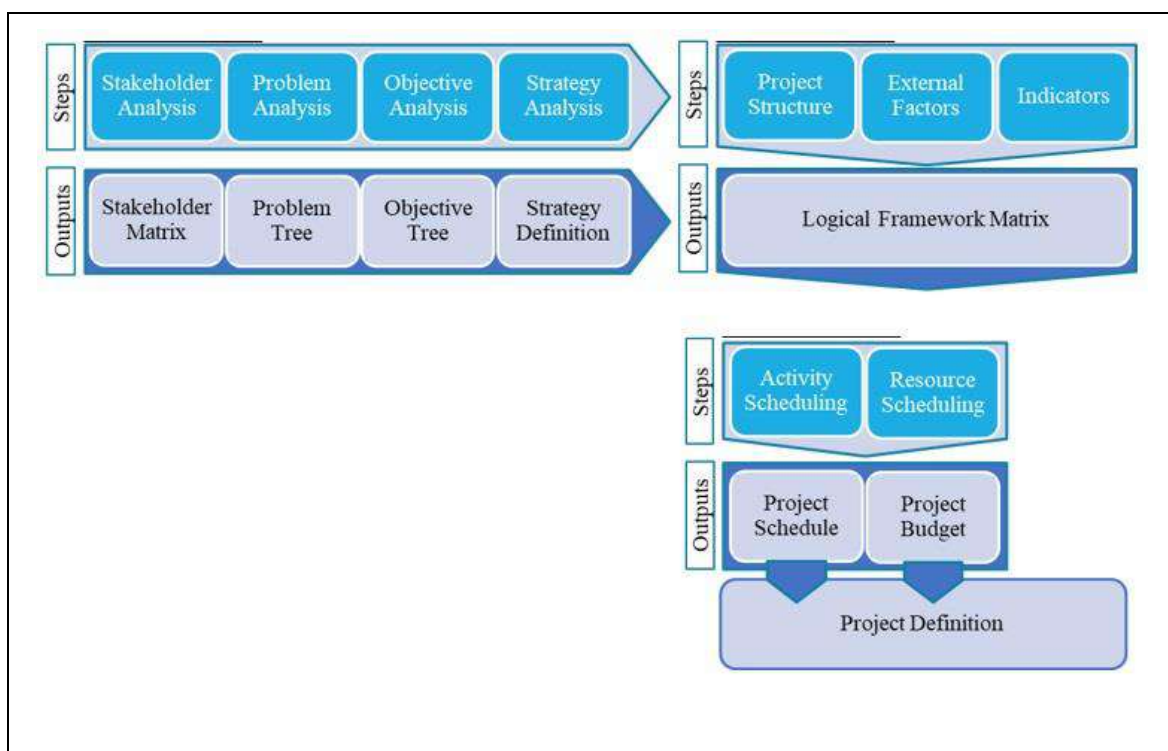 Steps
Stakeholder
Analysis
Problem
Analysis
Objective
Analysis
Strategy
Analysis
Outputs
Stakeholder
Matrix
Problem
Tree
Objective
Tree
Strategy
Definition
Steps
Project
Structure
External
Factors
Indicators
Outputs
Logical Framework Matrix
Steps
Activity
Scheduling
Resource
Scheduling
Outputs
Project
Schedule
Project
Budget
Project Definition